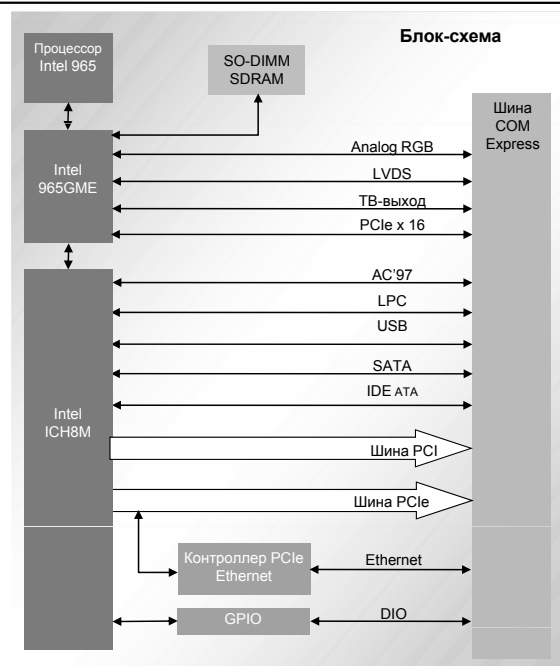 Блок-схема
Процессор
Intel 965
SO-DIMM
SDRAM
Шина
COM
Express
Analog RGB
Intel
965GME
LVDS
ТВ-выход
PCIe x 16
AC'97
LPC
USB
SATA
IDE ATA
Intel
ICH8M
Шина PCI
Шина PCIe
Контроллер PCIe
Ethernet
Ethernet
GPIO
DIO